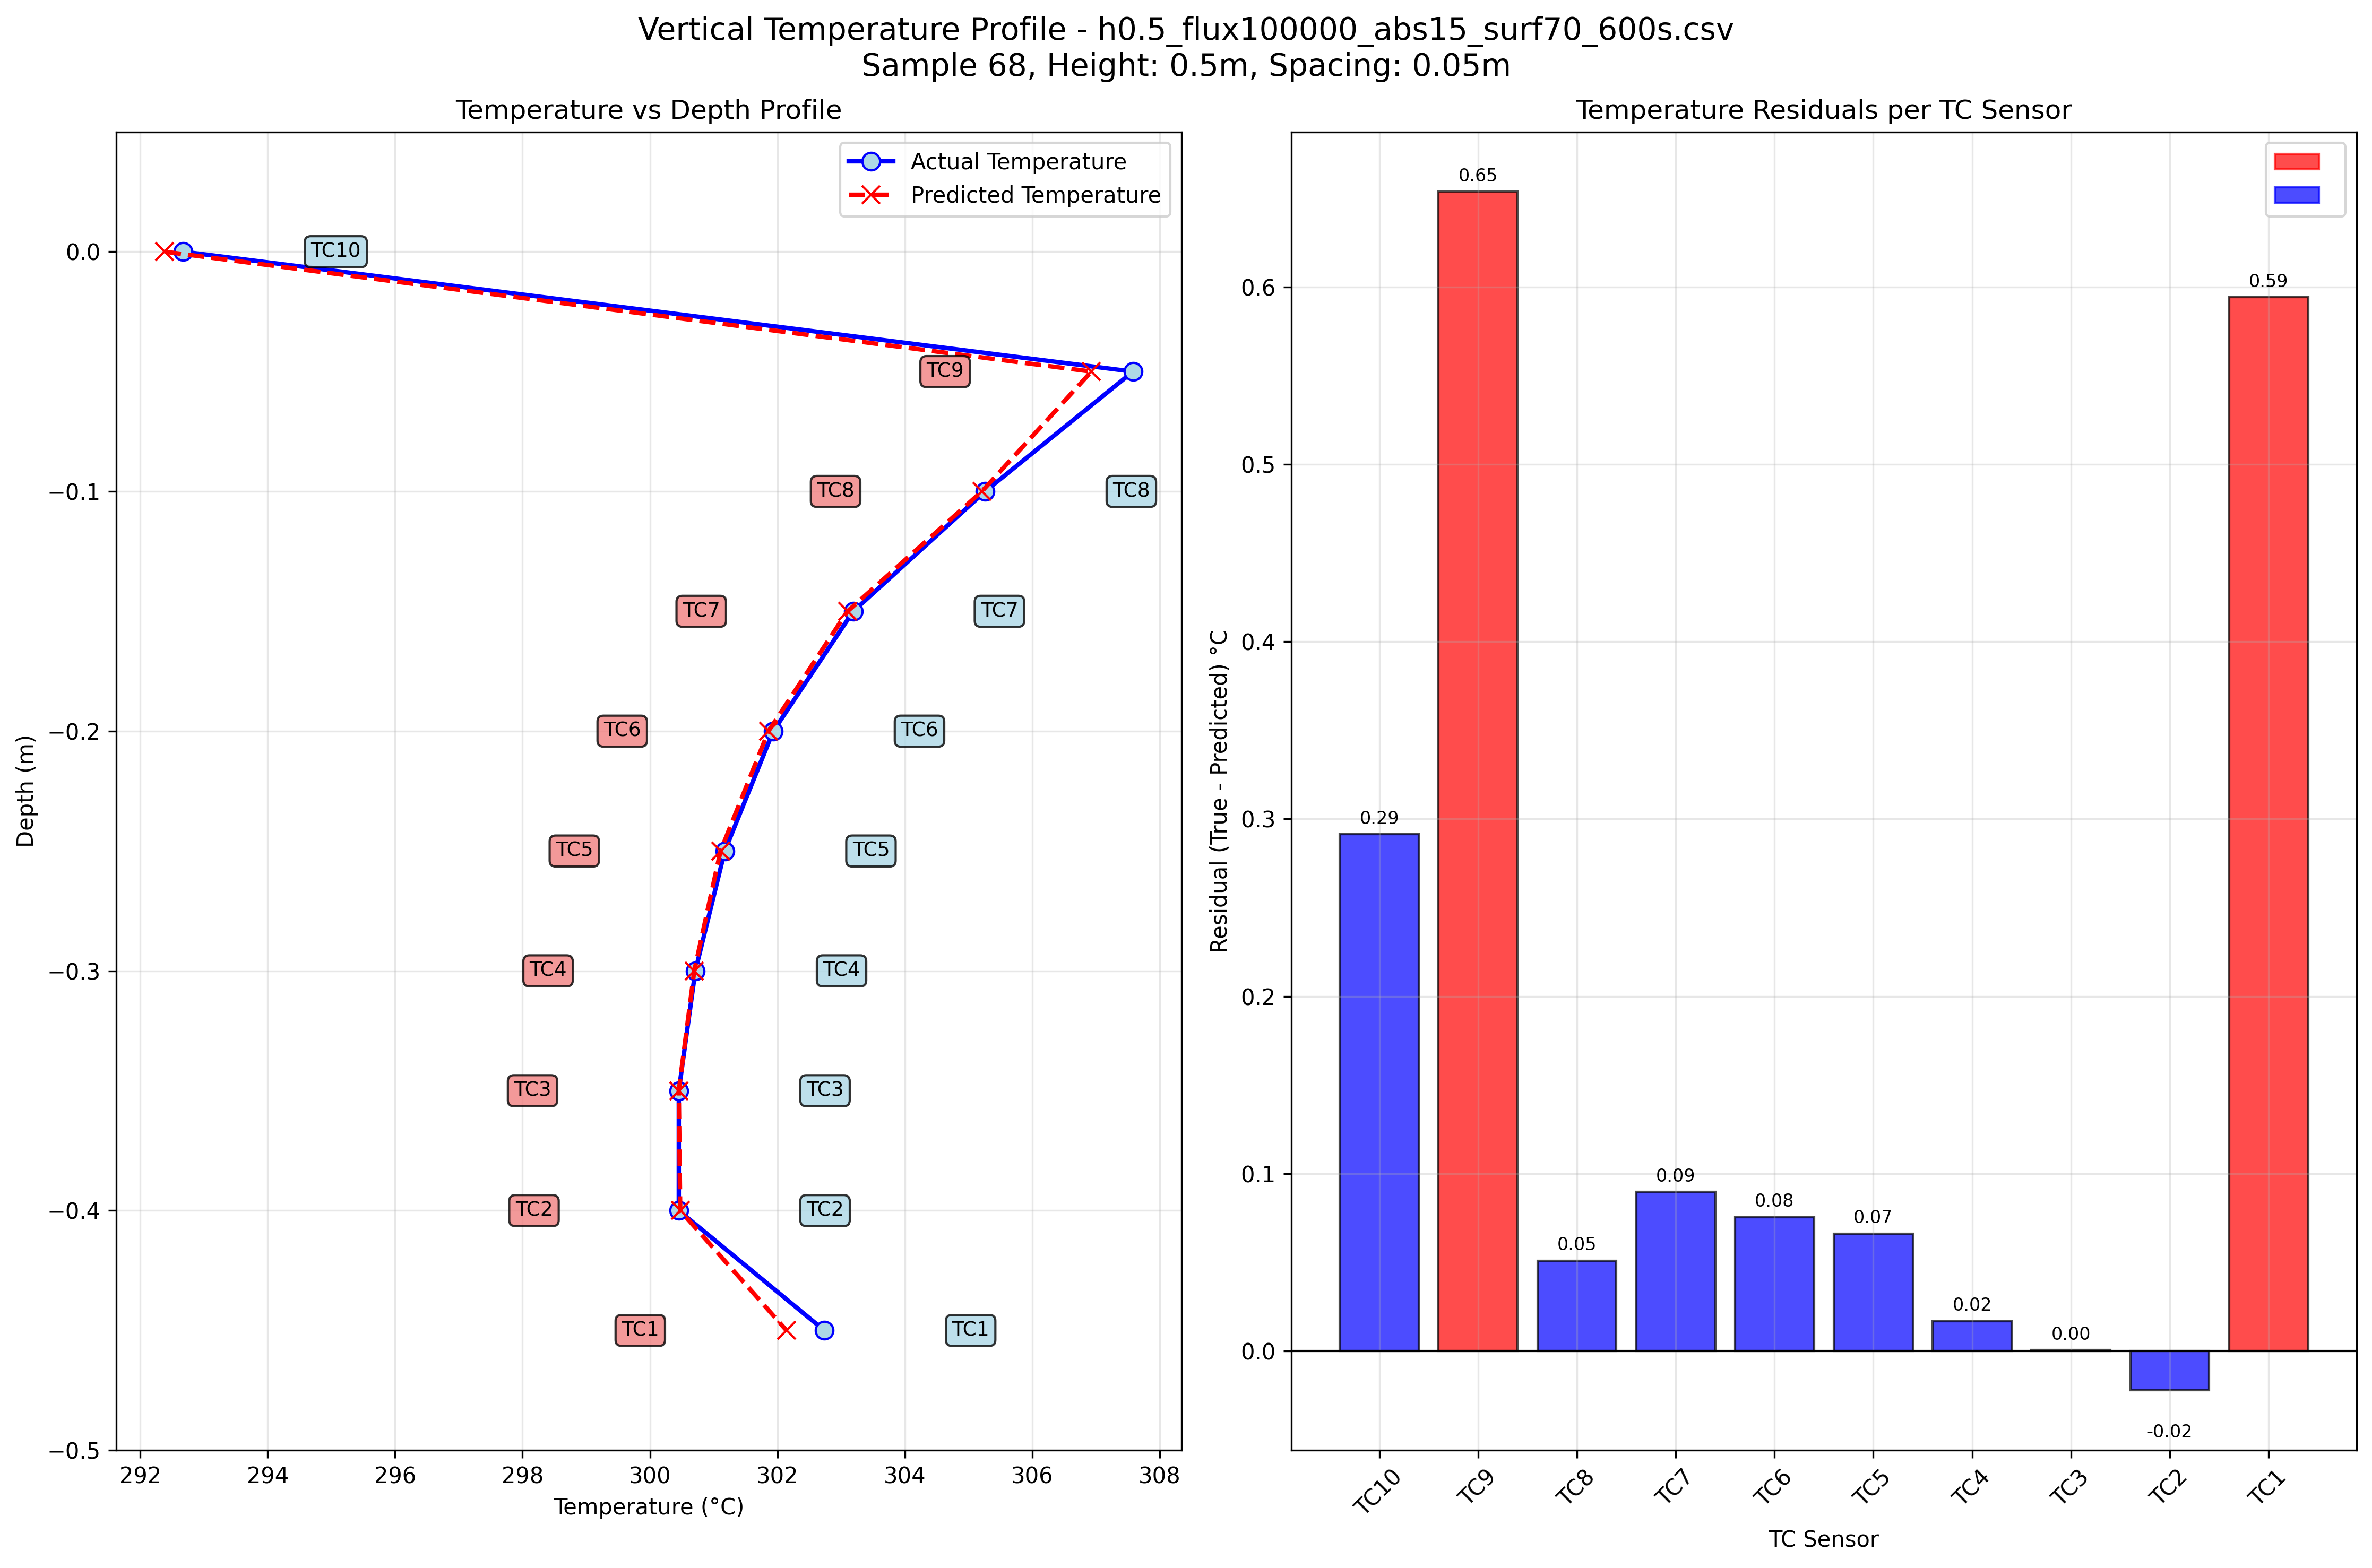 Vertical Temperature Profile - h0.5_flux100000_abs15_surf70_600s.csv
Sample 68, Height: 0.5m, Spacing: 0.05m
Temperature vs Depth Profile
Actual Temperature
Predicted Temperature
TC10
TC9
TC8
TC8
TC7
TC7
TC6
TC6
TC5
TC5
TC4
TC4
TC3
TC3
TC2
TC2
TC1
TC1
0.0
−0.1
−0.2
−0.3
−0.4
−0.5
Depth (m)
292 294 296 298 300 302 304 306 308
Temperature (°C)
Temperature Residuals per TC Sensor
0.65
0.59
0.29
0.05
0.09
0.08
0.07
0.02
0.00
-0.02
0.6
0.5
0.4
0.3
0.2
0.1
0.0
Residual (True - Predicted) °C
TC10 TC9 TC8 TC7 TC6 TC5 TC4 TC3 TC2 TC1
TC Sensor